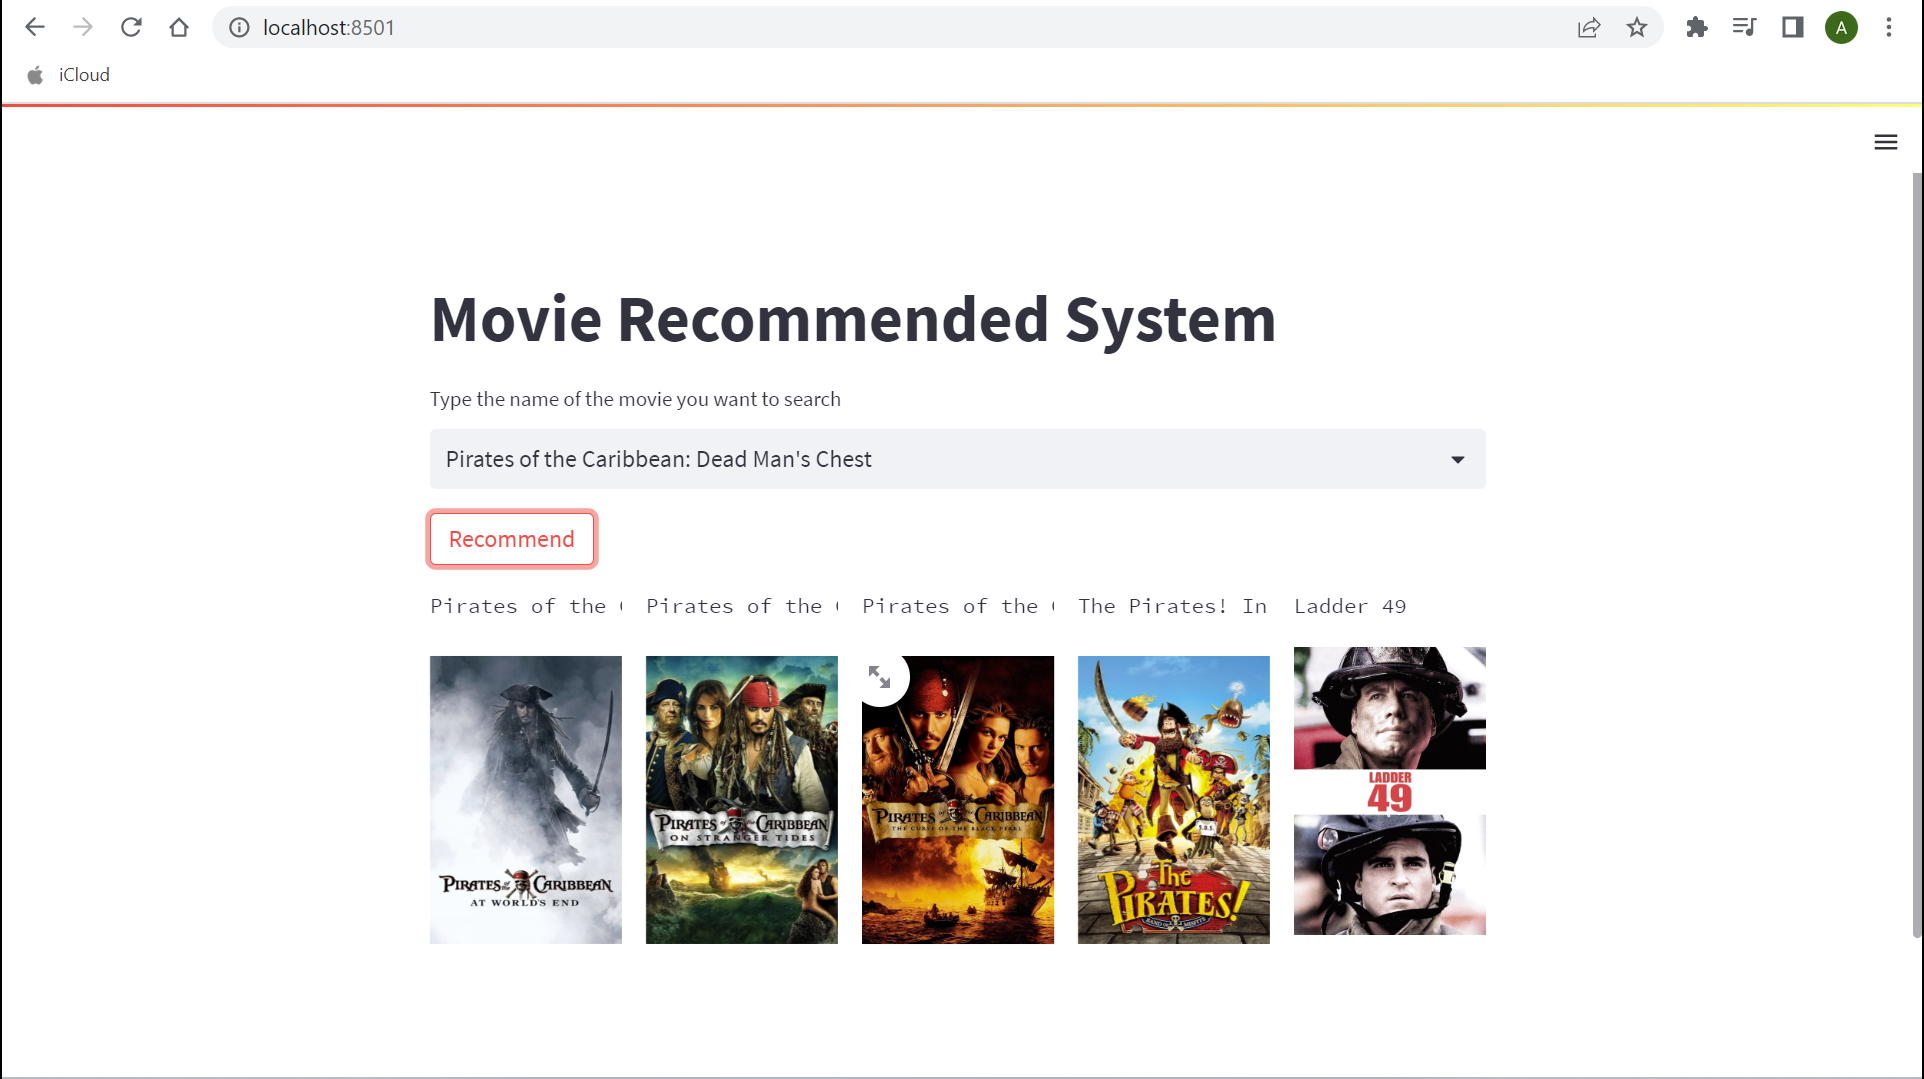 localhost:8501
A
iCloud
Movie Recommended System
Type the name of the movie you want to search
Pirates of the Caribbean: Dead Man's Chest
Recommend
Pirates of the
Pirates of the
Pirates of the
The Pirates! In
Ladder 49
PIRATES of the CARIBBEAN
AT WORLD'S END
PIRATES of the CARIBBEAN
ON STRANGER TIDES
PIRATES of the CARIBBEAN
THE CURSE OF THE BLACK PEARL
S.O.S.
The
PIRATES!
BAND OF MISFITS
LADDER
49